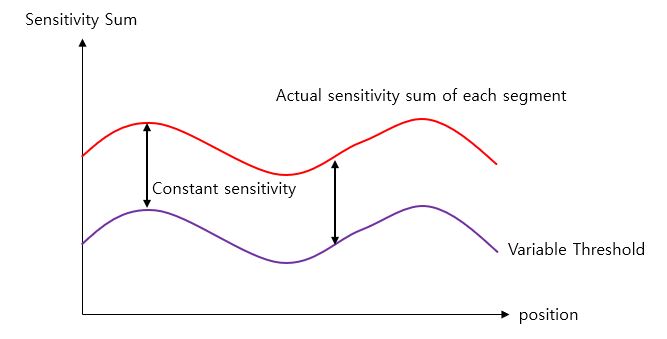 Sensitivity Sum
Actual sensitivity sum of each segment
Constant sensitivity
Variable Threshold
position